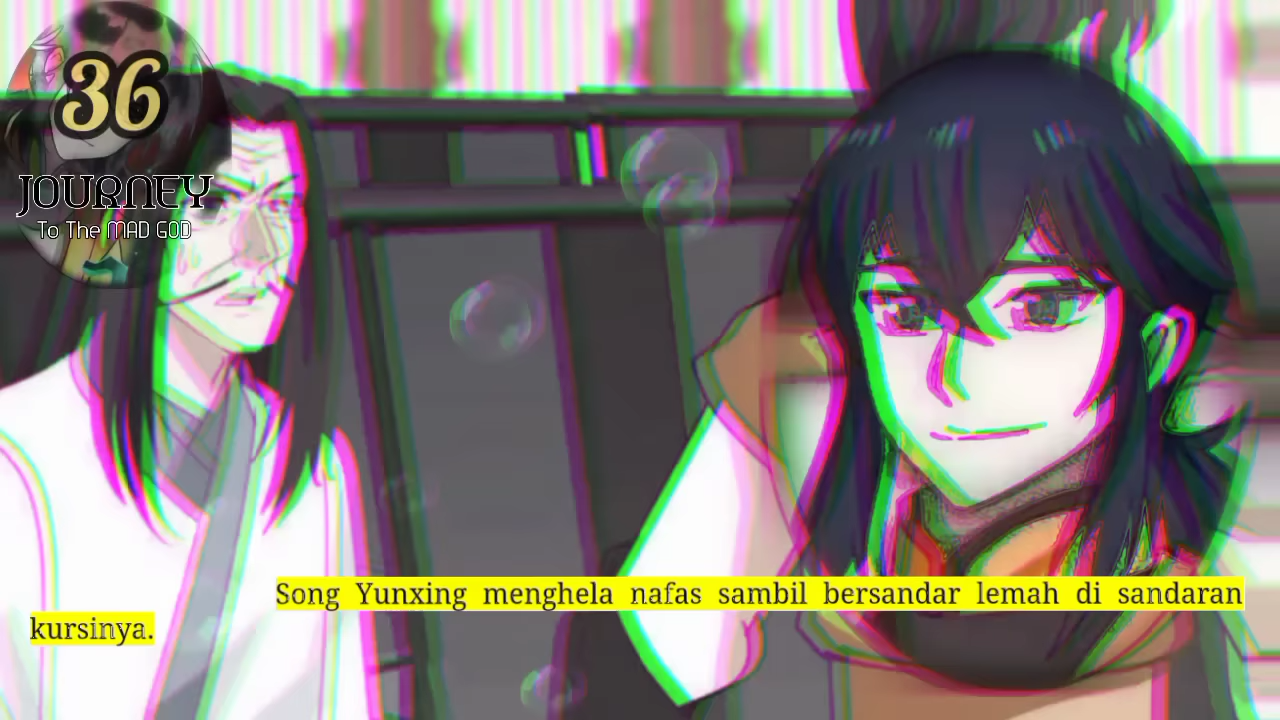 36
JOURNEY
To The MAD GOD
Song Yunxing menghela nafas sambil bersandar lemah di sandaran
kursinya.